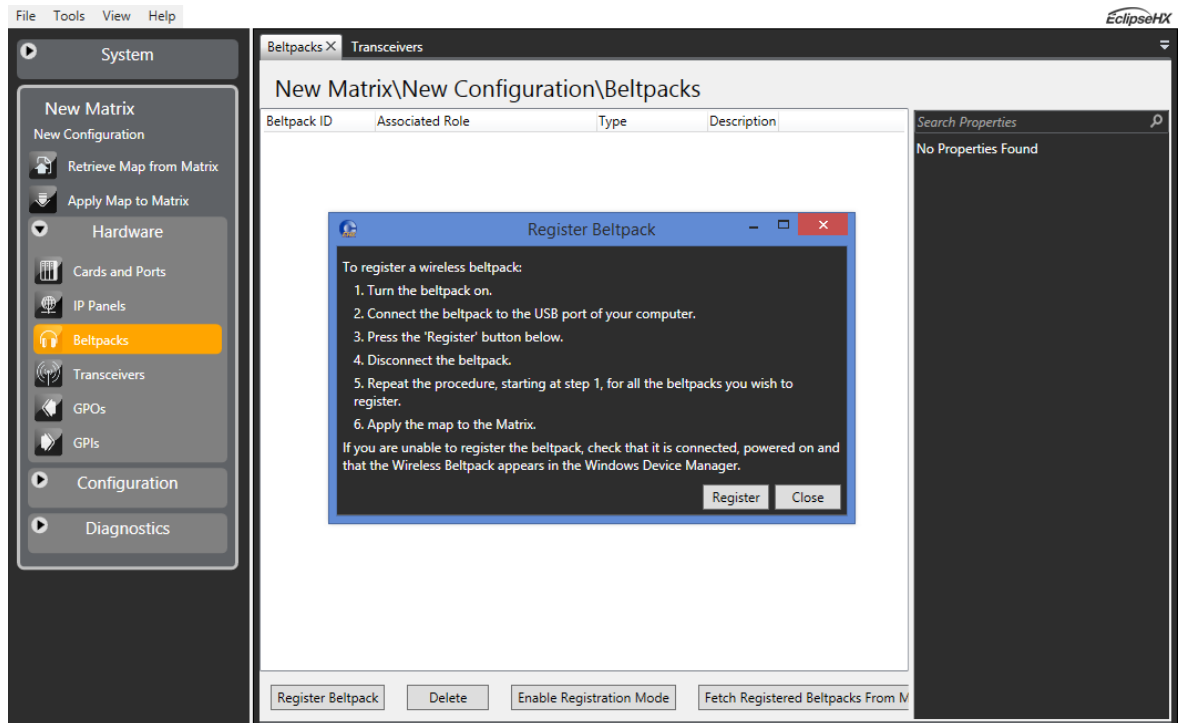 File Tools View Help
EclipseHX
System
New Matrix
New Configuration
Retrieve Map from Matrix
Apply Map to Matrix
Hardware
Cards and Ports
IP Panels
Beltpacks
Transceivers
GPOs
GPIs
Configuration
Diagnostics
Beltpacks Transceivers
New Matrix\New Configuration\Beltpacks
Beltpack ID Associated Role Type Description
Search Properties
No Properties Found
Register Beltpack
To register a wireless beltpack:
1. Turn the beltpack on.
2. Connect the beltpack to the USB port of your computer.
3. Press the 'Register' button below.
4. Disconnect the beltpack.
5. Repeat the procedure, starting at step 1, for all the beltpacks you wish to
register.
6. Apply the map to the Matrix.
If you are unable to register the beltpack, check that it is connected, powered on and
that the Wireless Beltpack appears in the Windows Device Manager.
Register Close
Register Beltpack Delete Enable Registration Mode Fetch Registered Beltpacks From M